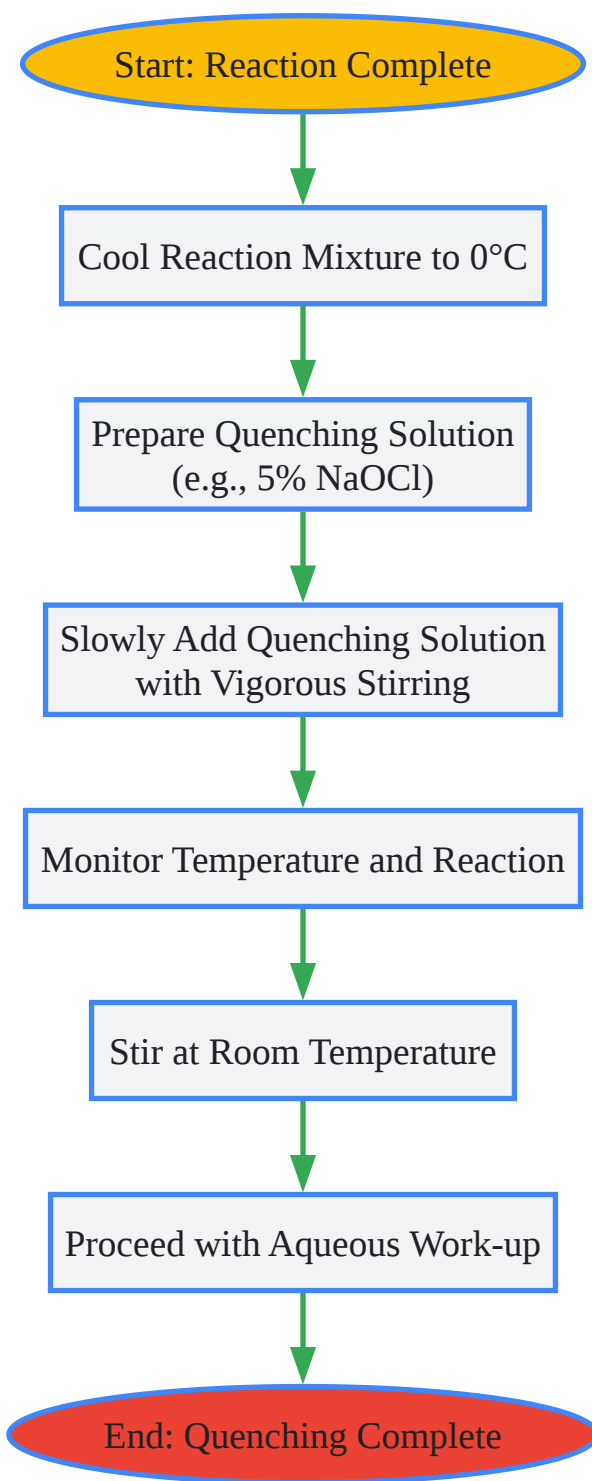 Start: Reaction Complete
Cool Reaction Mixture to 0°C
Prepare Quenching Solution
(e.g., 5% NaOCl)
Slowly Add Quenching Solution
with Vigorous Stirring
Monitor Temperature and Reaction
Stir at Room Temperature
Proceed with Aqueous Work-up
End: Quenching Complete